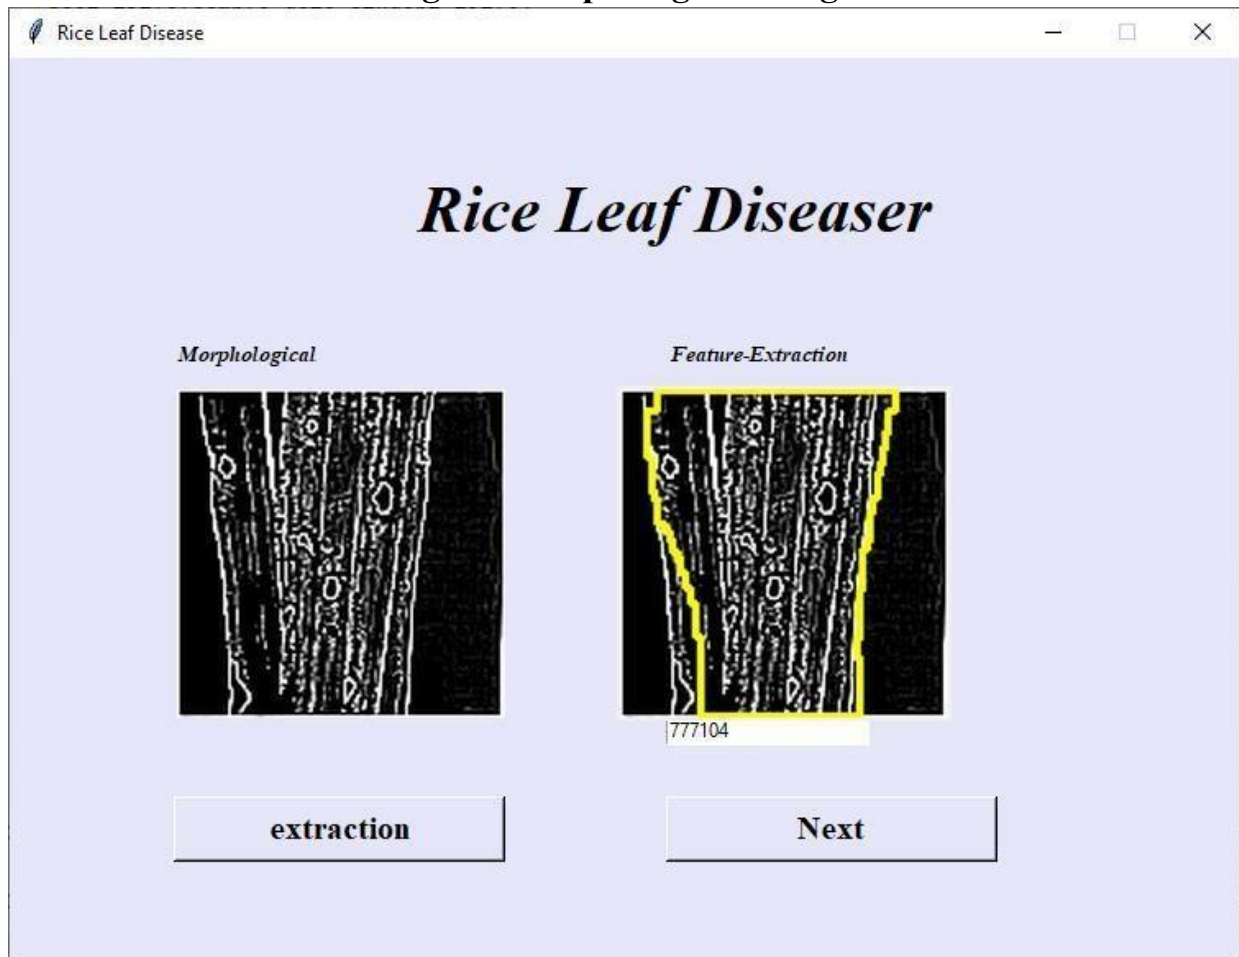 Rice Leaf Disease
Rice Leaf Diseaser
Morphological
Feature-Extraction
777104
extraction
Next